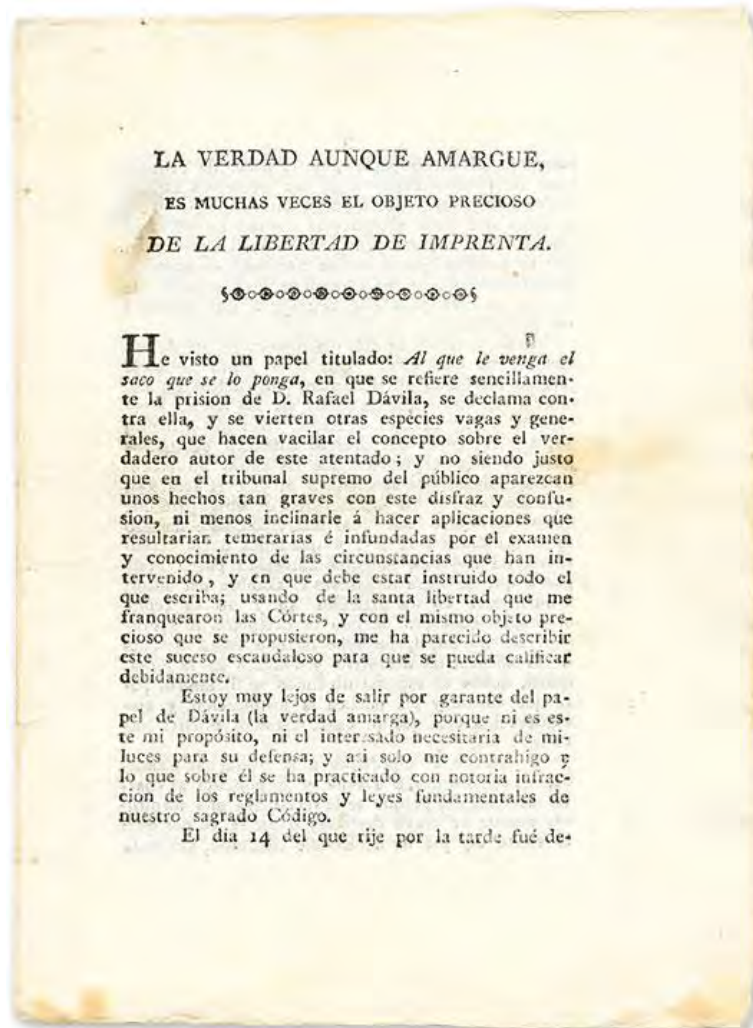 LA VERDAD AUNQUE AMARGUE,
ES MUCHAS VECES EL OBJETO PRECIOSO
DE LA LIBERTAD DE IMPRENTA.
He visto un papel titulado: Al que le venga el
saco que se lo ponga, en que se refiere sencillamen-
te la prision de D. Rafael Dávila, se declama con-
tra ella, y se vierten otras especies vagas y gene-
rales, que hacen vacilar el concepto sobre el ver-
dadero autor de este atentado; y no siendo justo
que en el tribunal supremo del público aparezcan
unos hechos tan graves con este disfraz y confu-
sion, ni menos inclinarle á hacer aplicaciones que
resultarian temerarias é infundadas por el examen
y conocimiento de las circunstancias que han in-
tervenido, y en que debe estar instruido todo el
que escriba; usando de la santa libertad que me
franquearon las Córtes, y con el mismo objeto pre-
cioso que se propusieron, me ha parecido describir
este suceso escandaloso para que se pueda calificar
debidamente.
Estoy muy lejos de salir por garante del pa-
pel de Dávila (la verdad amarga), porque ni es es-
te mi propósito, ni el interesado necesitaria de mi-
luces para su defensa; y asi solo me contrahigo
lo que sobre él se ha practicado con notoria infrac-
cion de los reglamentos y leyes fundamentales de
nuestro sagrado Código.
El dia 14 del que rije por la tarde fué de-